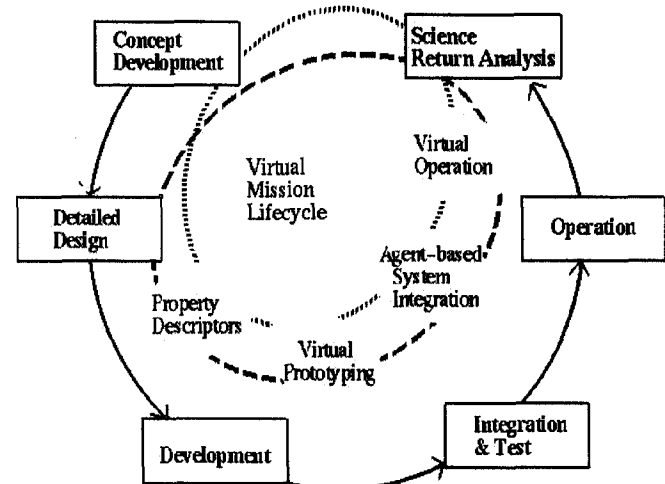 Concept
Development
Science
Return Analysis
Virtual
Operation
Virtual
Mission
Lifecycle
Detailed
Design
Operation
Agent-based
System
Integration
Property
Descriptors
Virtual
Prototyping
Integration
& Test
Development